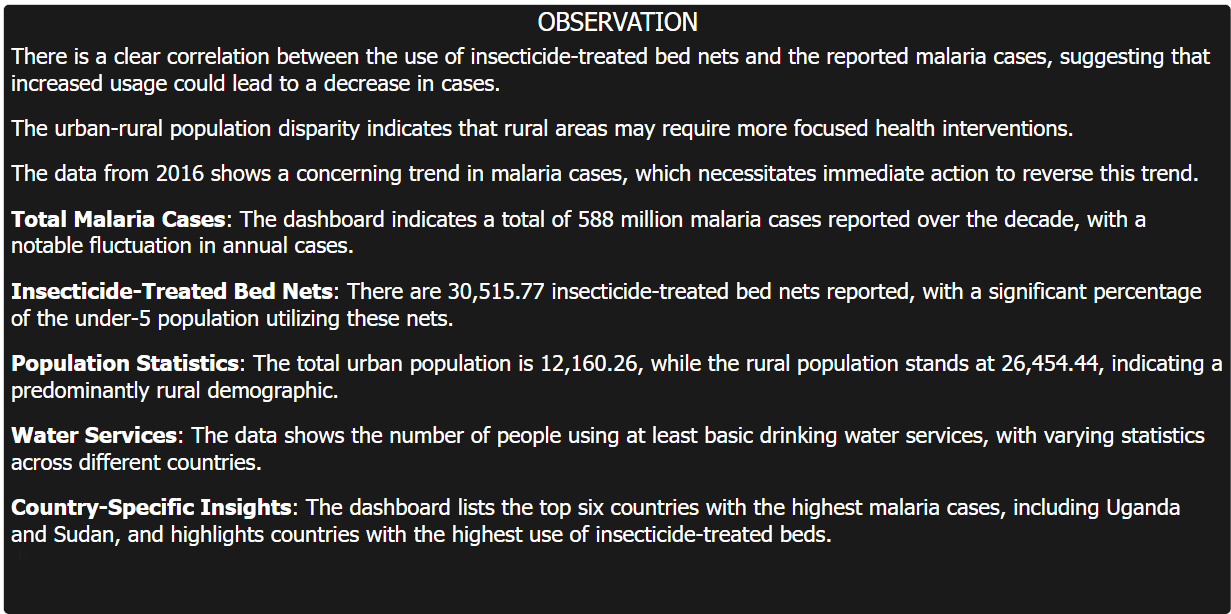 OBSERVATION
There is a clear correlation between the use of insecticide-treated bed nets and the reported malaria cases, suggesting that
increased usage could lead to a decrease in cases.
The urban-rural population disparity indicates that rural areas may require more focused health interventions.
The data from 2016 shows a concerning trend in malaria cases, which necessitates immediate action to reverse this trend.
Total Malaria Cases: The dashboard indicates a total of 588 million malaria cases reported over the decade, with a
notable fluctuation in annual cases.
Insecticide-Treated Bed Nets: There are 30,515.77 insecticide-treated bed nets reported, with a significant percentage
of the under-5 population utilizing these nets.
Population Statistics: The total urban population is 12,160.26, while the rural population stands at 26,454.44, indicating a
predominantly rural demographic.
Water Services: The data shows the number of people using at least basic drinking water services, with varying statistics
across different countries.
Country-Specific Insights: The dashboard lists the top six countries with the highest malaria cases, including Uganda
and Sudan, and highlights countries with the highest use of insecticide-treated beds.